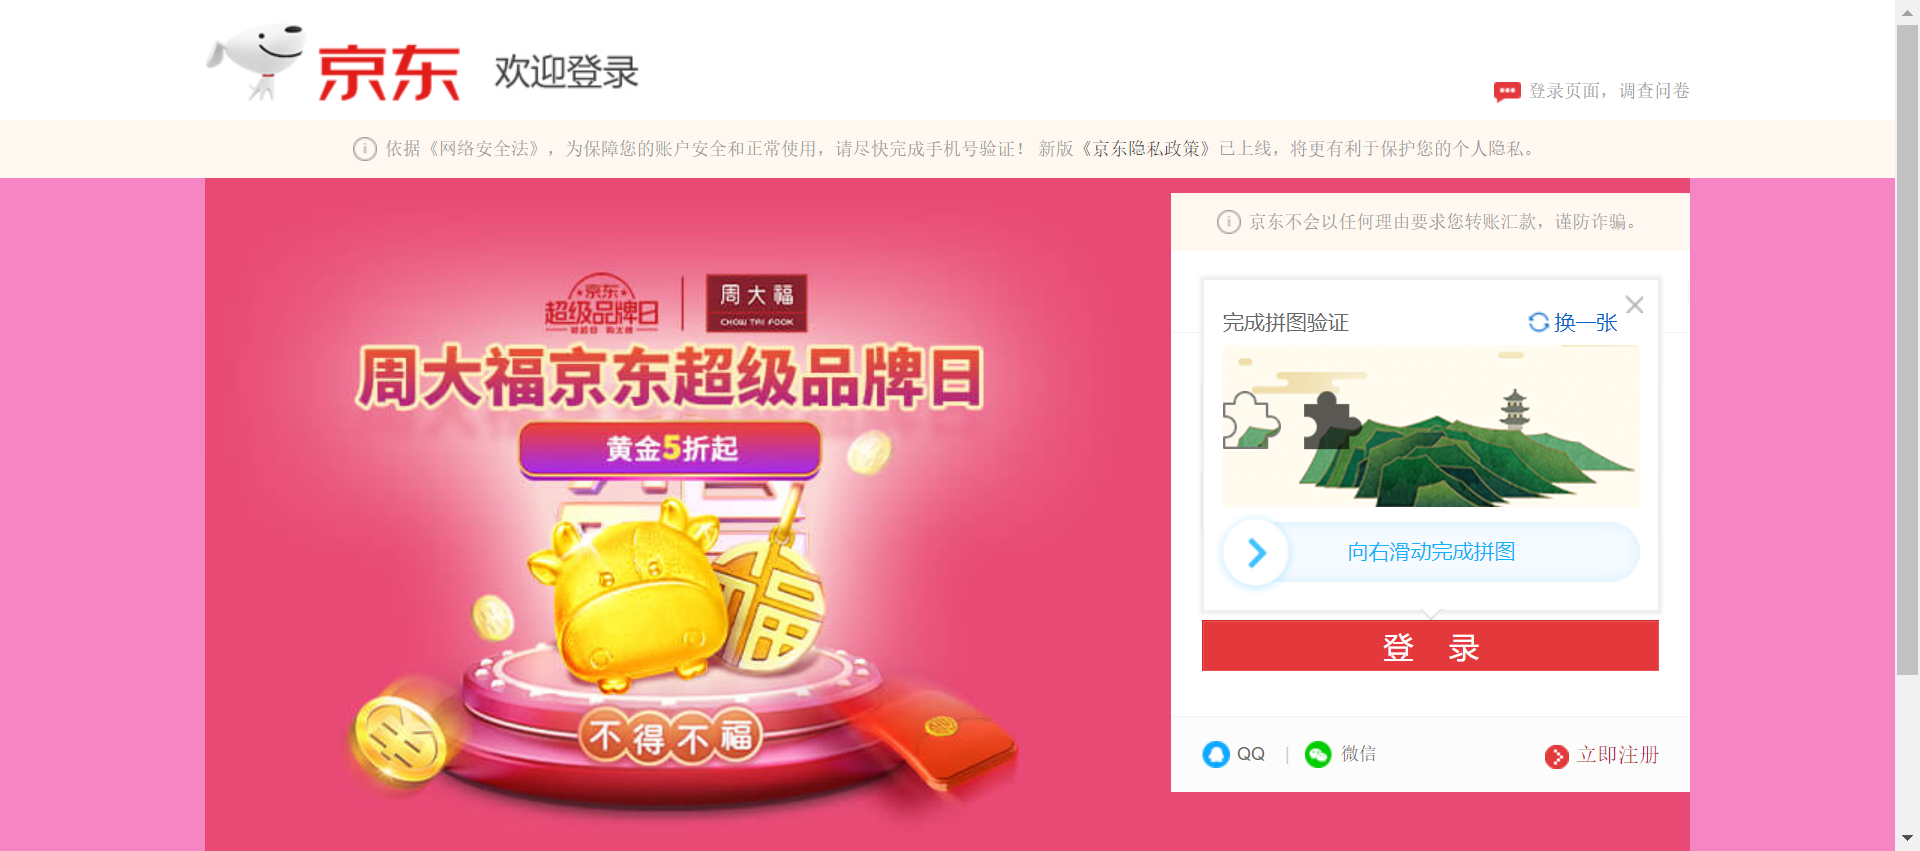 京东 欢迎登录
登录页面，调查问卷
依据《网络安全法》，为保障您的账户安全和正常使用，请尽快完成手机号验证！ 新版《京东隐私政策》已上线，将更有利于保护您的个人隐私。
京东不会以任何理由要求您转账汇款，谨防诈骗。
京东
超级品牌日
周大福
CHOW TAI FOOK
周大福京东超级品牌日
黄金5折起
福
不得不福
完成拼图验证
换一张
向右滑动完成拼图
登 录
QQ
微信
立即注册